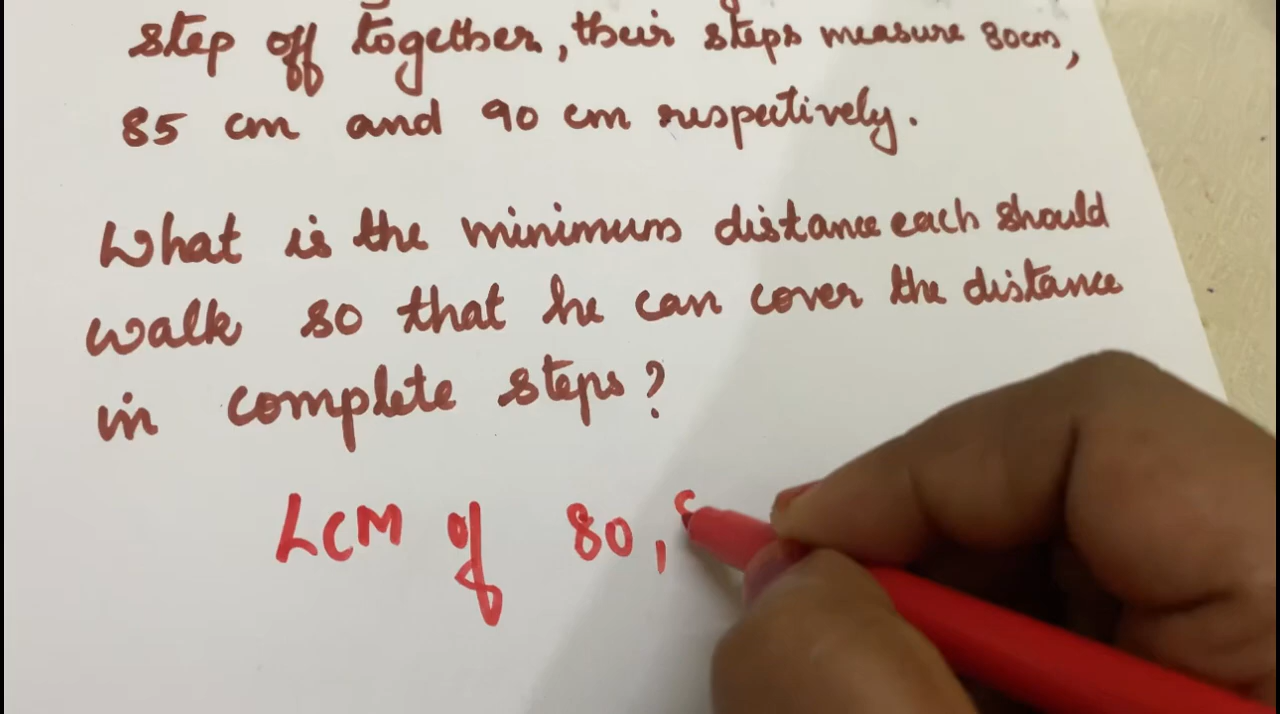 step off together, their steps measure 80cm,
85 cm and 90 cm respectively.
What is the minimum distance each should
walk so that he can cover the distance
in complete steps?
LCM of 80,